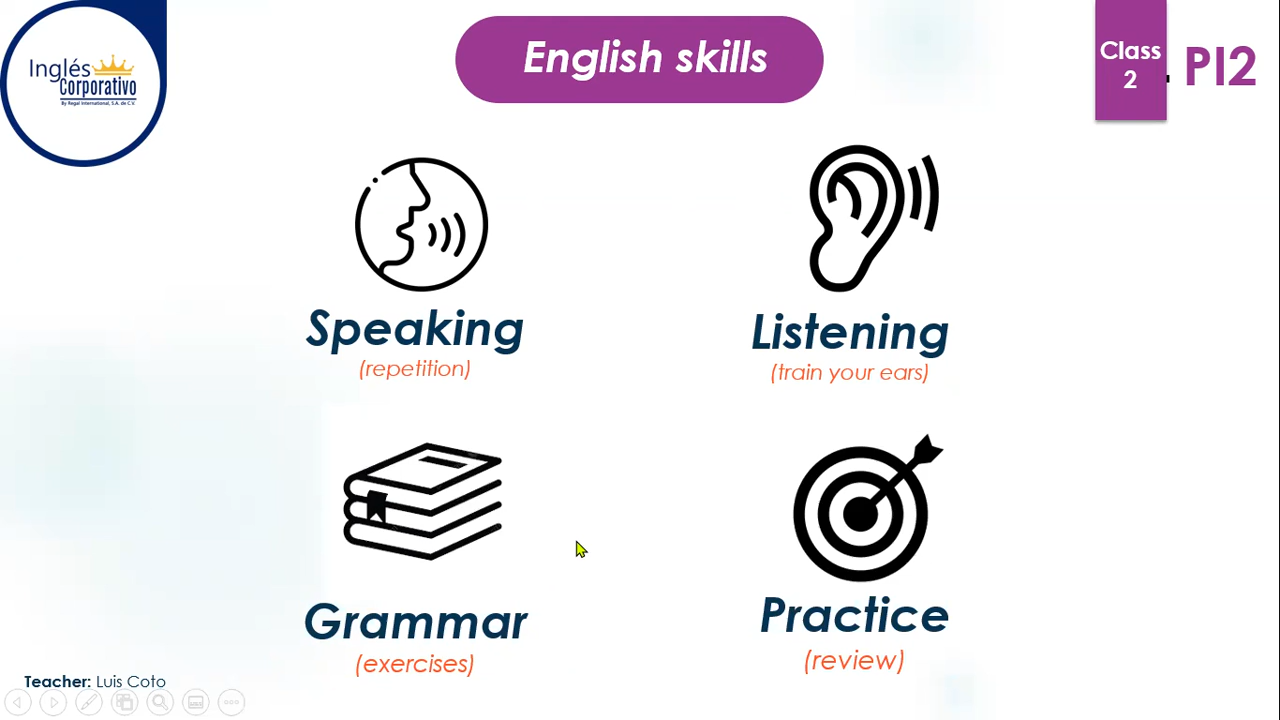 Inglés
Corporativo
By Regal International, S.A. de C.V.
English skills
Class
2
. PI2
Speaking
(repetition)
Listening
(train your ears)
Grammar
(exercises)
Practice
(review)
Teacher: Luis Coto